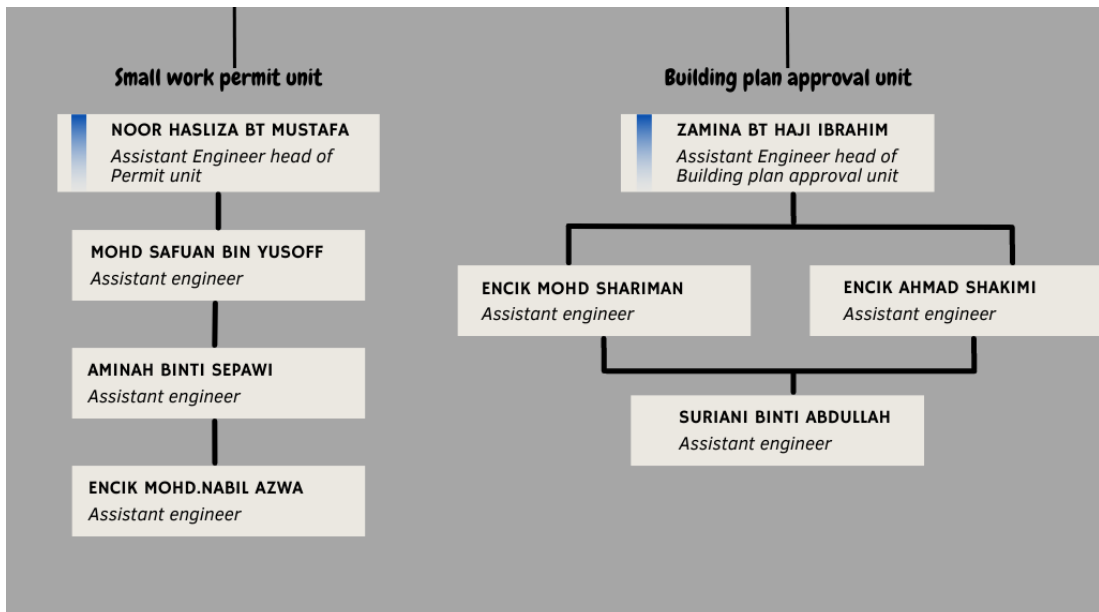 Small work permit unit
NOOR HASLIZA BT MUSTAFA
Assistant Engineer head of
Permit unit
MOHD SAFUAN BIN YUSOFF
Assistant engineer
AMINAH BINTI SEPAWI
Assistant engineer
ENCIK MOHD.NABIL AZWA
Assistant engineer
Building plan approval unit
ZAMINA BT HAJI IBRAHIM
Assistant Engineer head of
Building plan approval unit
ENCIK MOHD SHARIMAN
Assistant engineer
ENCIK AHMAD SHAKIMI
Assistant engineer
SURIANI BINTI ABDULLAH
Assistant engineer